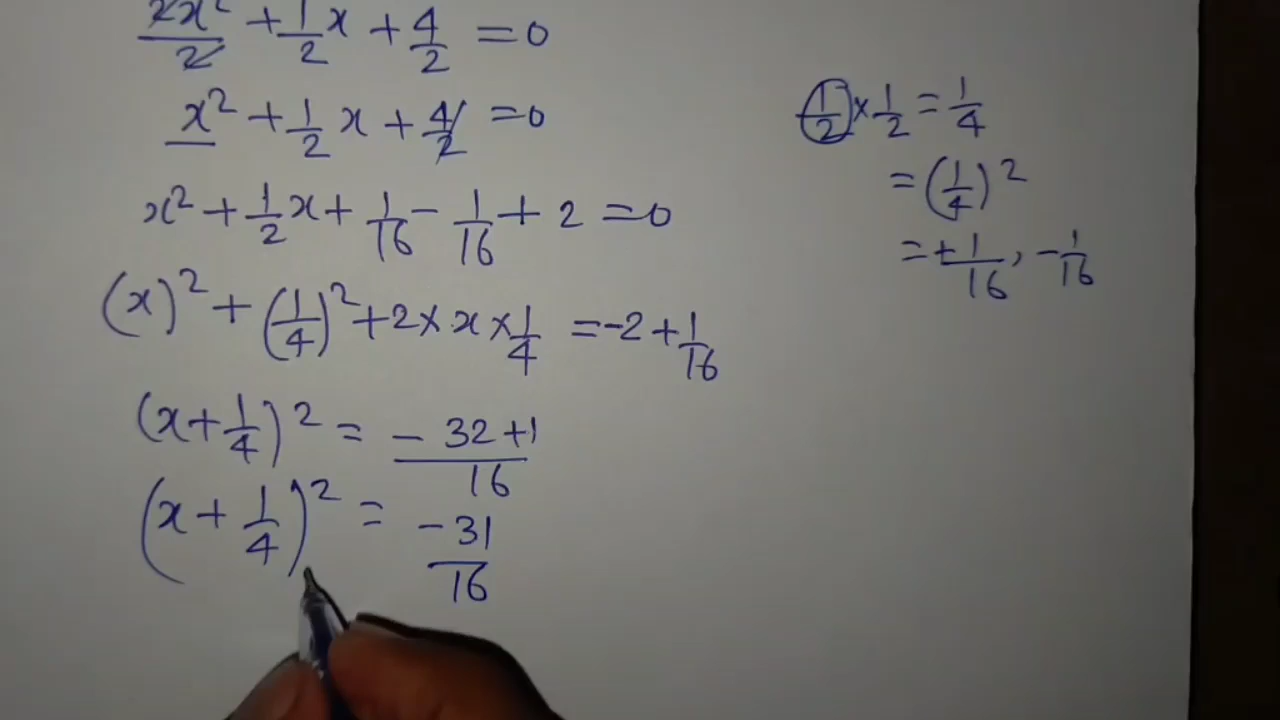 2x²/2 + 1/2 x + 4/2 = 0
x² + 1/2 x + 4/2 = 0
x² + 1/2 x + 1/16 - 1/16 + 2 = 0
(x)² + (1/4)² + 2 × x × 1/4 = -2 + 1/16
(x + 1/4)² = -32 + 1/16
(x + 1/4)² = -31/16
1/2 × 1/2 = 1/4
= (1/4)²
= + 1/16, - 1/16